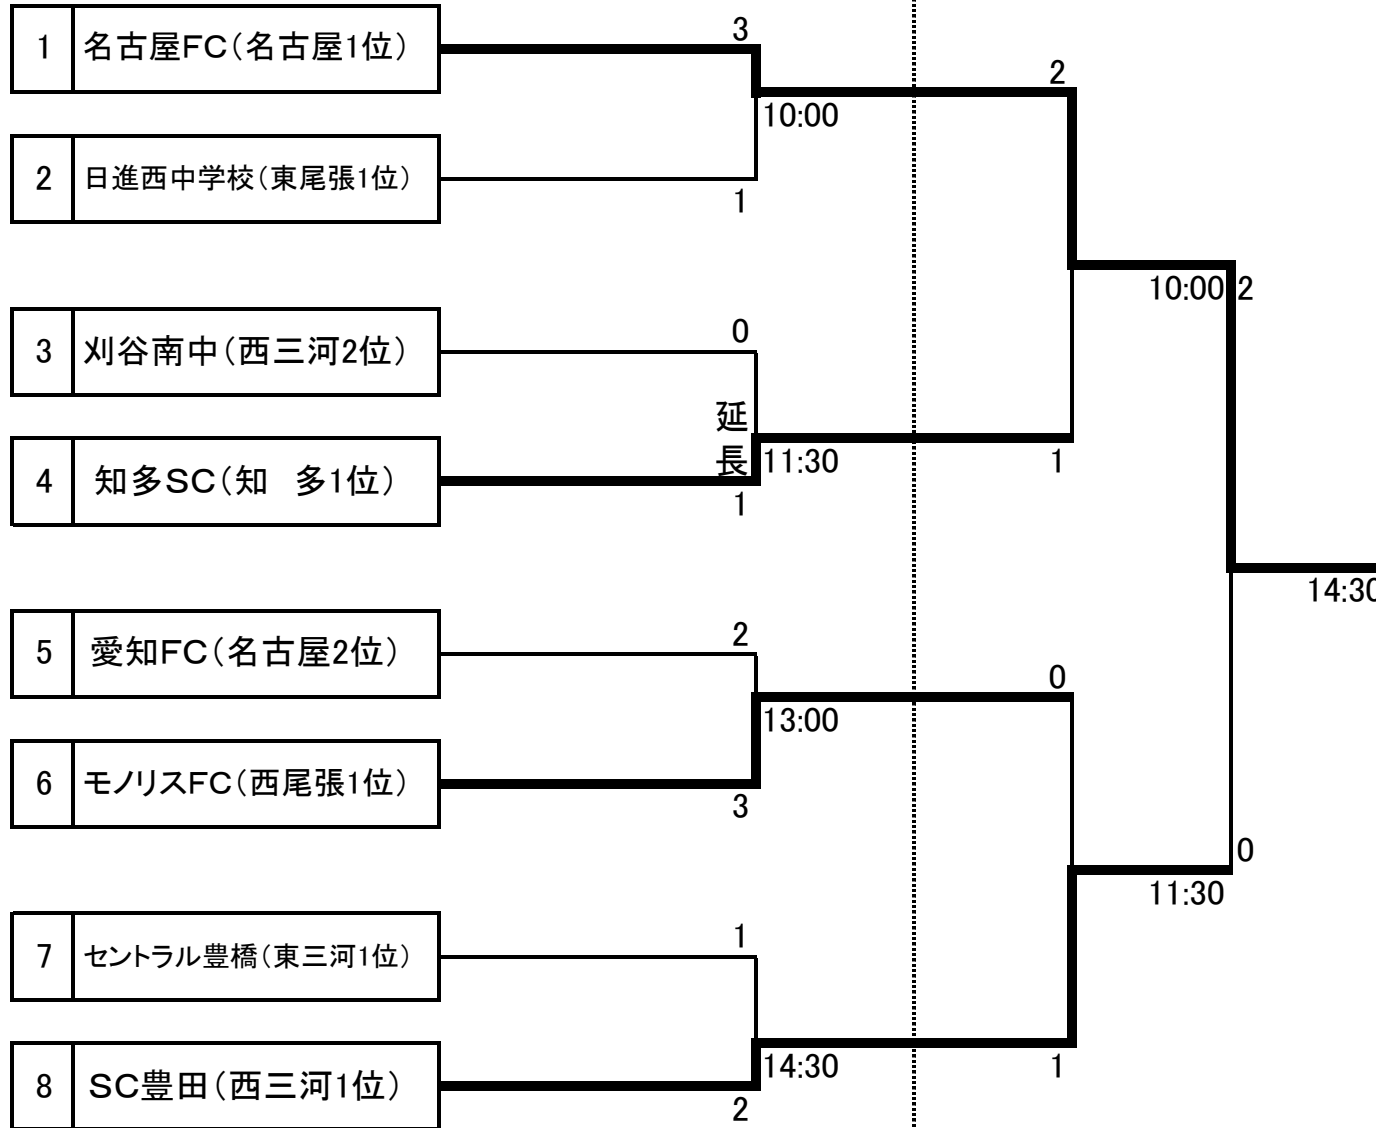 3
1 名古屋FC（名古屋1位）
2
10:00
2 日進西中学校（東尾張1位）
1
10:00 2
3 刈谷南中（西三河2位）
0
延長
11:30
1
4 知多SC（知　多1位）
1
14:30
5 愛知FC（名古屋2位）
2
0
13:00
6 モノリスFC（西尾張1位）
3
0
11:30
7 セントラル豊橋（東三河1位）
1
14:30
1
8 SC豊田（西三河1位）
2